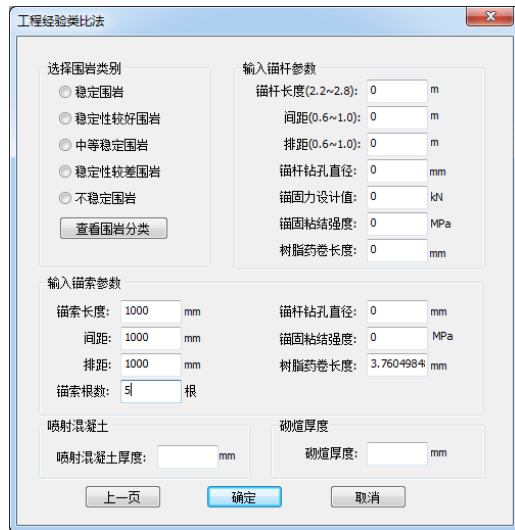 工程经验类比法
选择围岩类别
稳定围岩
稳定性较好围岩
中等稳定围岩
稳定性较差围岩
不稳定围岩
查看围岩分类
输入锚杆参数
锚杆长度(2.2~2.8): 0 m
间距(0.6~1.0): 0 m
排距(0.6~1.0): 0 m
锚杆钻孔直径: 0 mm
锚固力设计值: 0 kN
锚固粘结强度: 0 MPa
树脂药卷长度: 0 mm
输入锚索参数
锚索长度: 1000 mm
间距: 1000 mm
排距: 1000 mm
锚索根数: 5 根
锚杆钻孔直径: 0 mm
锚固粘结强度: 0 MPa
树脂药卷长度: 3.7604984 mm
喷射混凝土
喷射混凝土厚度: mm
砌煊厚度
砌煊厚度: mm
上一页
确定
取消